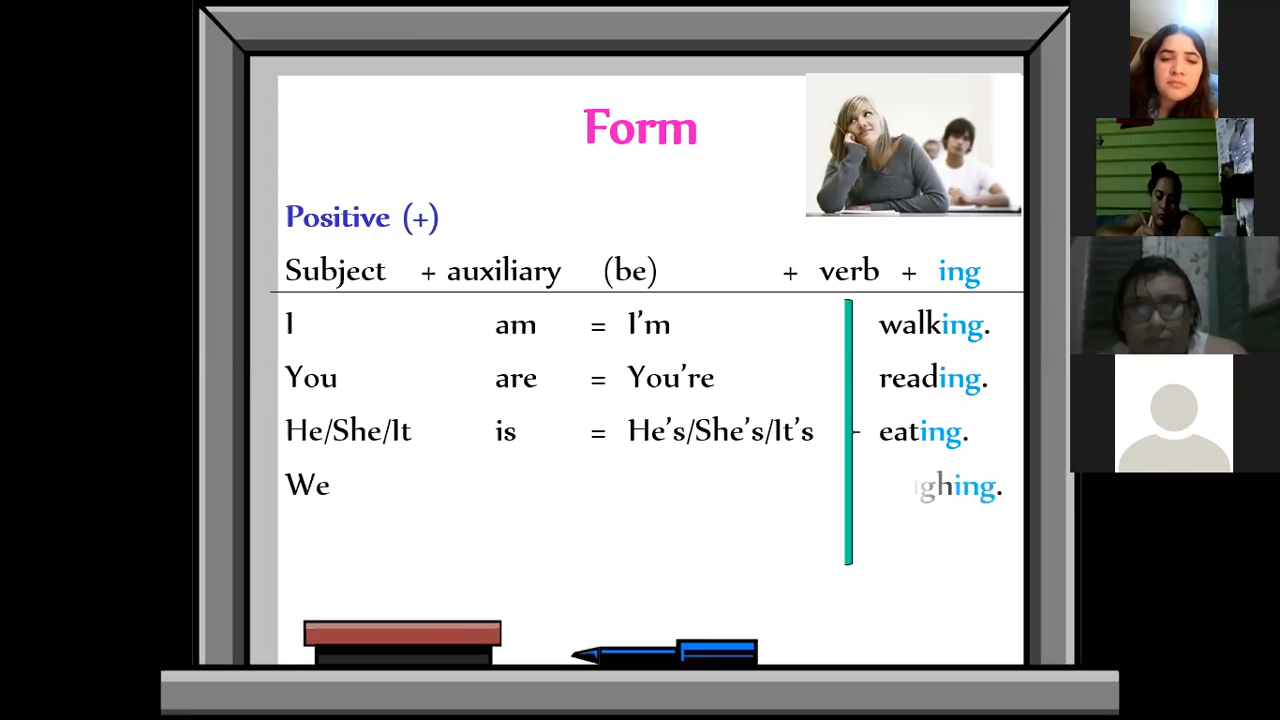 Form
Positive (+)
Subject + auxiliary (be) + verb + ing
I am = I'm walking.
You are = You're reading.
He/She/It is = He's/She's/It's eating.
We